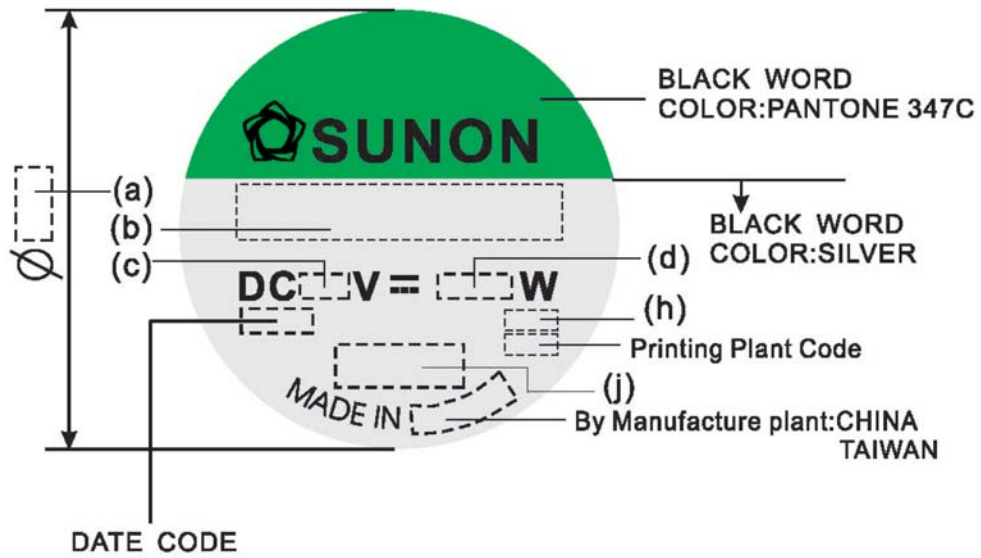 BLACK WORD
COLOR:PANTONE 347C
SUNON
(a)
(b)
BLACK WORD
COLOR:SILVER
(c)
(d)
DC V W
Ø
(h)
Printing Plant Code
(j)
MADE IN
By Manufacture plant:CHINA
TAIWAN
DATE CODE